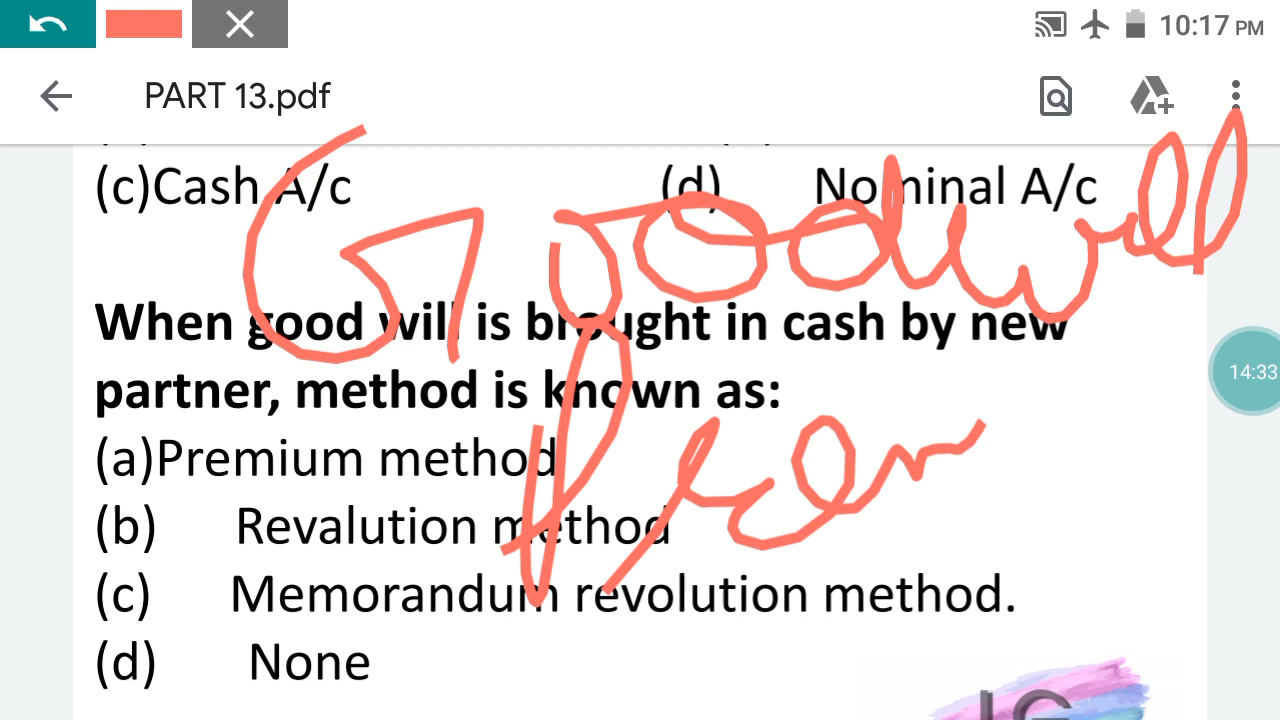 10:17 PM
PART 13.pdf
(c)Cash A/c (d) Nominal A/c
Goodwill
When good will is brought in cash by new
partner, method is known as:
14:33
(a)Premium method
(b) Revalution method
(c) Memorandum revolution method.
(d) None